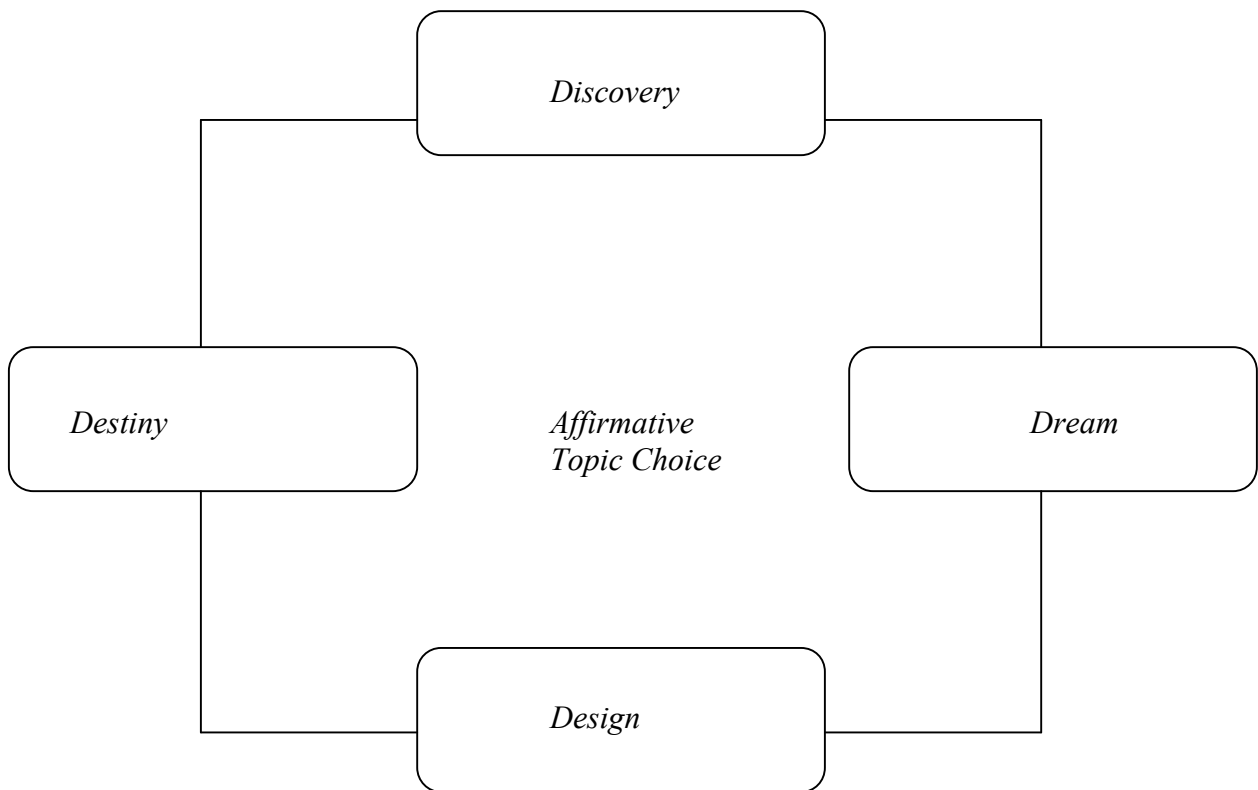 Discovery
Destiny
Affirmative
Topic Choice
Dream
Design